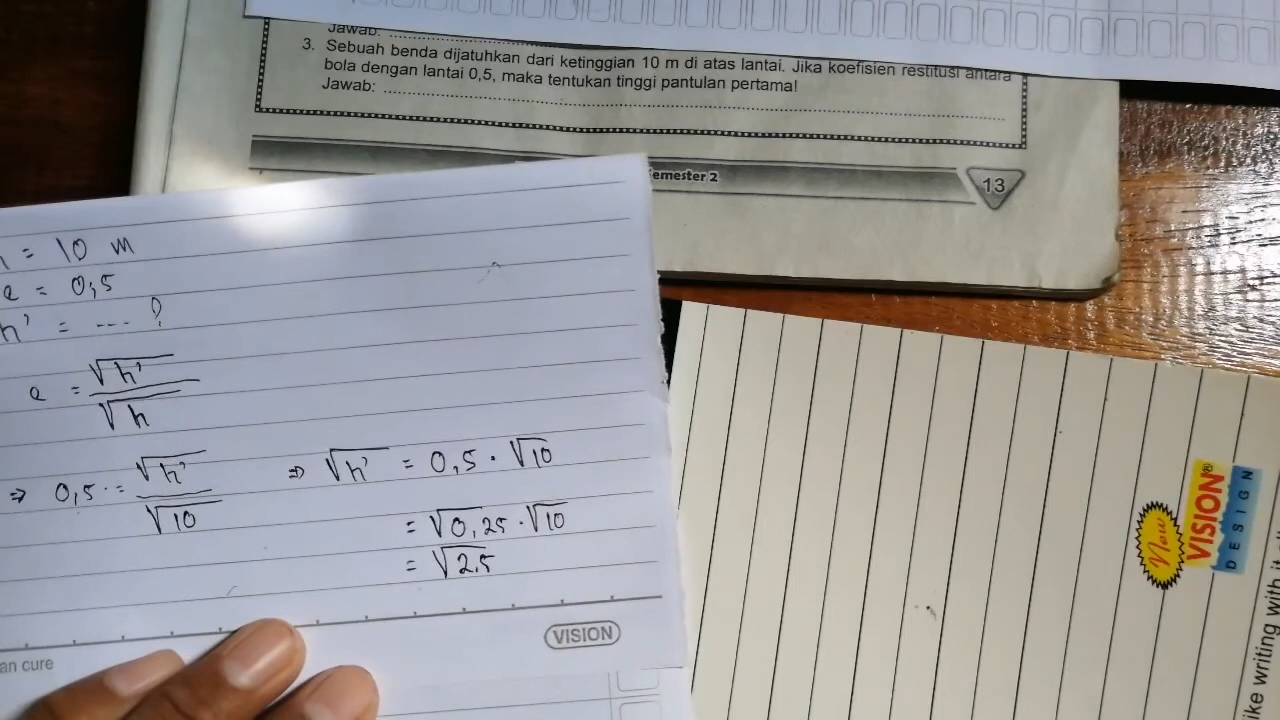 Jawab:
3. Sebuah benda dijatuhkan dari ketinggian 10 m di atas lantai. Jika koefisien restitusi antara
bola dengan lantai 0,5, maka tentukan tinggi pantulan pertama!
Jawab:
emester 2
13
h = 10 m
e = 0,5
h' = ... ?
e = √h' / √h
⇒ 0,5 · = √h' / √10 ⇒ √h' = 0,5 · √10
= √0,25 · √10
= √2.5
VISION
an cure
New
VISION®
DESIGN
ike writing with it